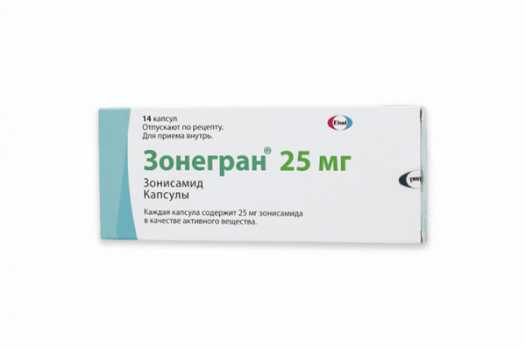 14 капсул
Отпускают по рецепту.
Для приема внутрь.
Eisai
Зонегран® 25 мг
Зонисамид
Капсулы
Каждая капсула содержит 25 мг зонисамида
в качестве активного вещества.